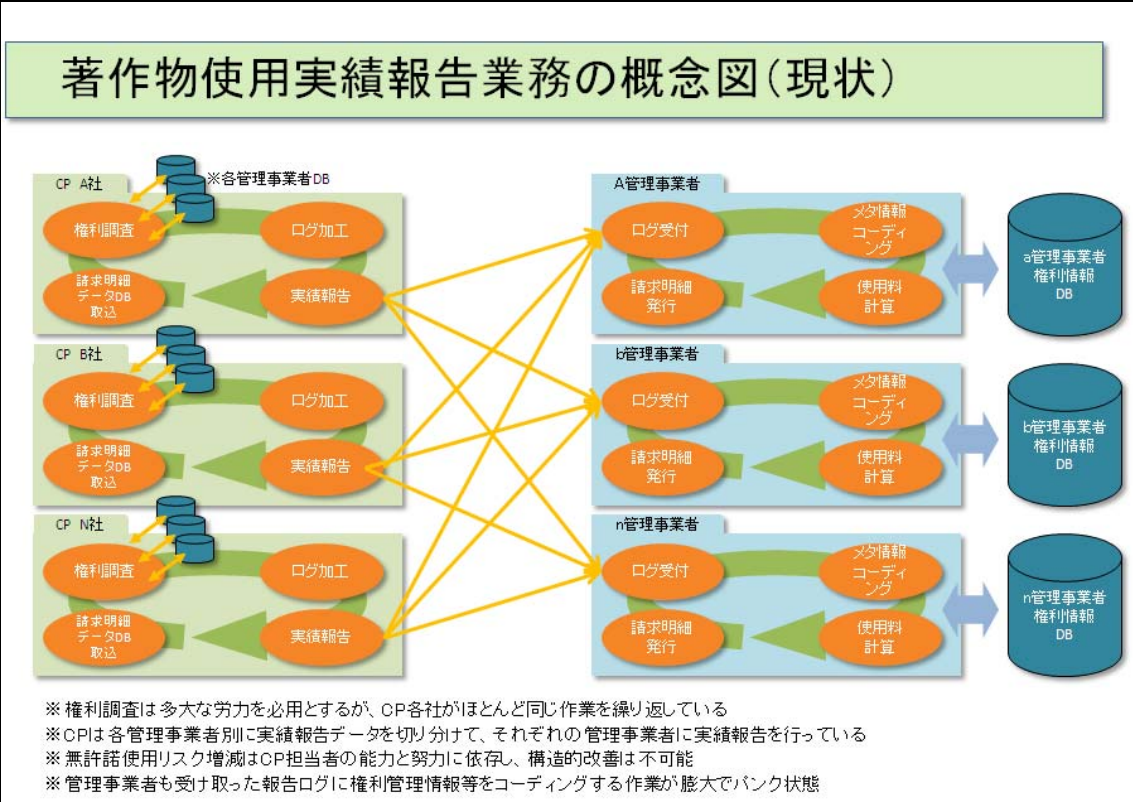 著作物使用実績報告業務の概念図(現状)
※各管理事業者DB
CP A社
権利調査
ログ加工
請求明細
データDB
取込
実績報告
CP B社
権利調査
ログ加工
請求明細
データDB
取込
実績報告
CP N社
権利調査
ログ加工
請求明細
データDB
取込
実績報告
A管理事業者
ログ受付
メタ情報
コーディ
ング
請求明細
発行
使用料
計算
a管理事業者
権利情報
DB
b管理事業者
ログ受付
メタ情報
コーディ
ング
請求明細
発行
使用料
計算
b管理事業者
権利情報
DB
n管理事業者
ログ受付
メタ情報
コーディ
ング
請求明細
発行
使用料
計算
n管理事業者
権利情報
DB
※権利調査は多大な労力を必用とするが、CP各社がほとんど同じ作業を繰り返している
※CPは各管理事業者別に実績報告データを切り分けて、それぞれの管理事業者に実績報告を行っている
※無許諾使用リスク増減はCP担当者の能力と努力に依存し、構造的改善は不可能
※管理事業者も受け取った報告ログに権利管理情報等をコーディングする作業が膨大でパンク状態